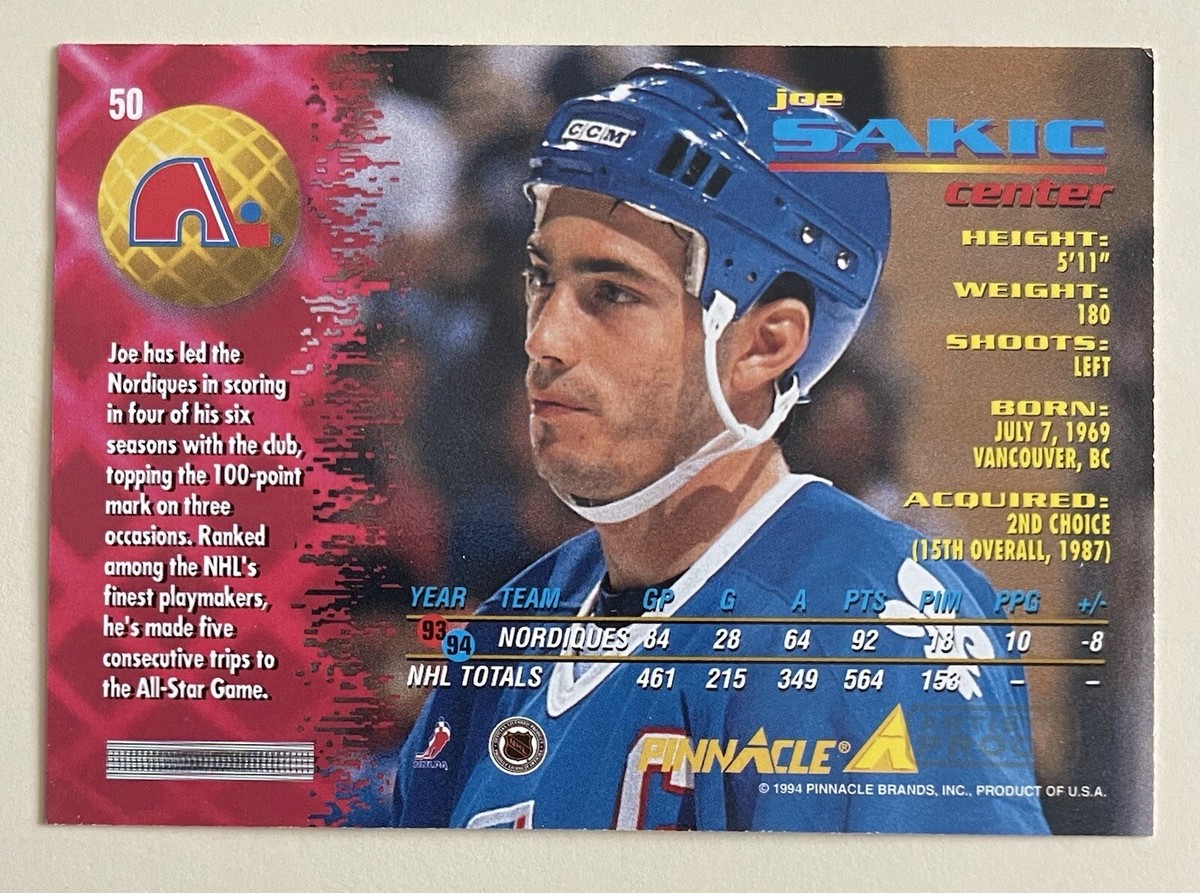 50
Joe has led the
Nordiques in scoring
in four of his six
seasons with the club,
topping the 100-point
mark on three
occasions. Ranked
among the NHL's
finest playmakers,
he's made five
consecutive trips to
the All-Star Game.
CCM
joe
SAKIC
center
HEIGHT:
5'11"
WEIGHT:
180
SHOOTS:
LEFT
BORN:
JULY 7, 1969
VANCOUVER, BC
ACQUIRED:
2ND CHOICE
(15TH OVERALL, 1987)
YEAR TEAM GP G A PTS PIM PPG +/-
93 94 NORDIQUES 84 28 64 92 18 10 -8
NHL TOTALS 461 215 349 564 153 – –
NHLPA
NHL
PINNACLE®
© 1994 PINNACLE BRANDS, INC., PRODUCT OF U.S.A.